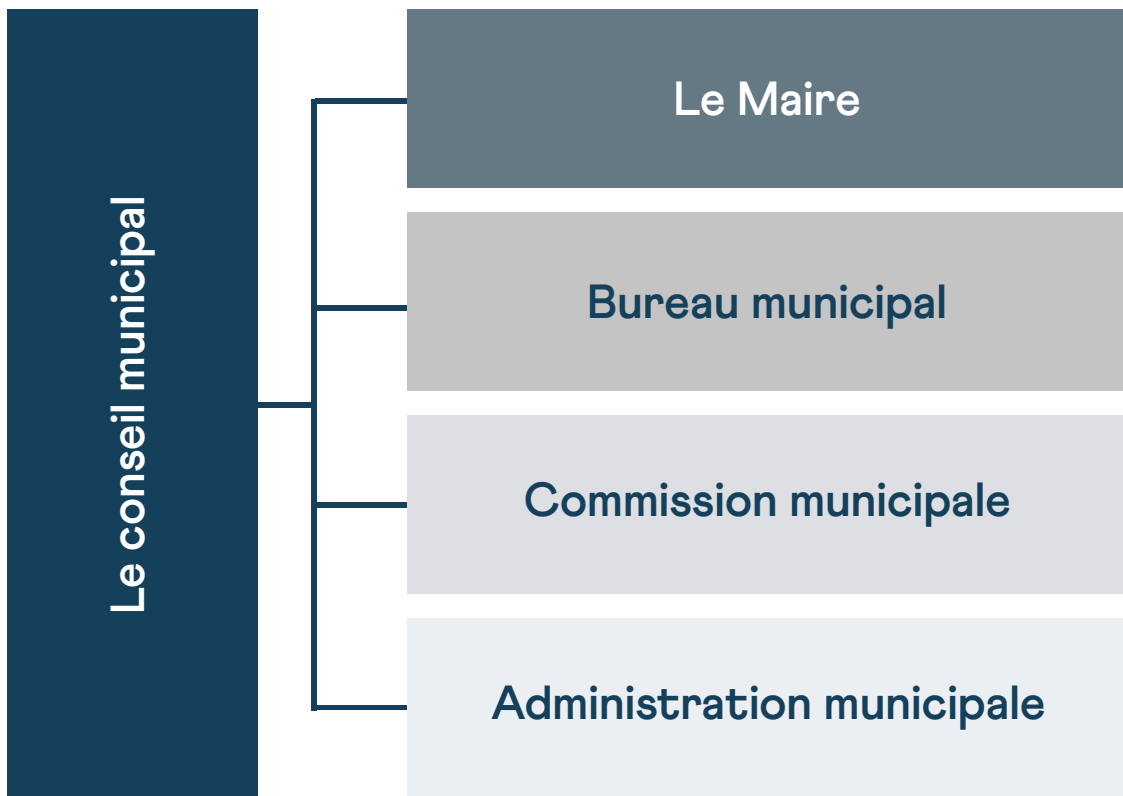 Le conseil municipal
Le Maire
Bureau municipal
Commission municipale
Administration municipale